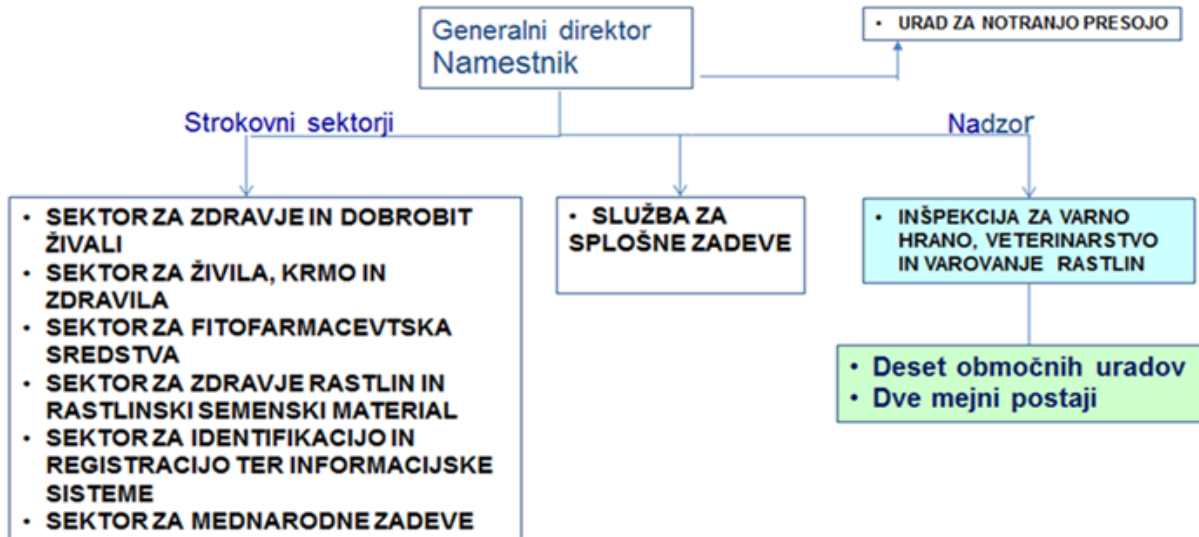 Generalni direktor
Namestnik
• URAD ZA NOTRANJO PRESOJO
Strokovni sektorji
Nadzor
• SEKTOR ZA ZDRAVJE IN DOBROBIT
ŽIVALI
• SEKTOR ZA ŽIVILA, KRMO IN
ZDRAVILA
• SEKTOR ZA FITOFARMACEVTSKA
SREDSTVA
• SEKTOR ZA ZDRAVJE RASTLIN IN
RASTLINSKI SEMENSKI MATERIAL
• SEKTOR ZA IDENTIFIKACIJO IN
REGISTRACIJO TER INFORMACIJSKE
SISTEME
• SEKTOR ZA MEDNARODNE ZADEVE
• SLUŽBA ZA
SPLOŠNE ZADEVE
• INŠPEKCIJA ZA VARNO
HRANO, VETERINARSTVO
IN VAROVANJE RASTLIN
• Deset območnih uradov
• Dve mejni postaji